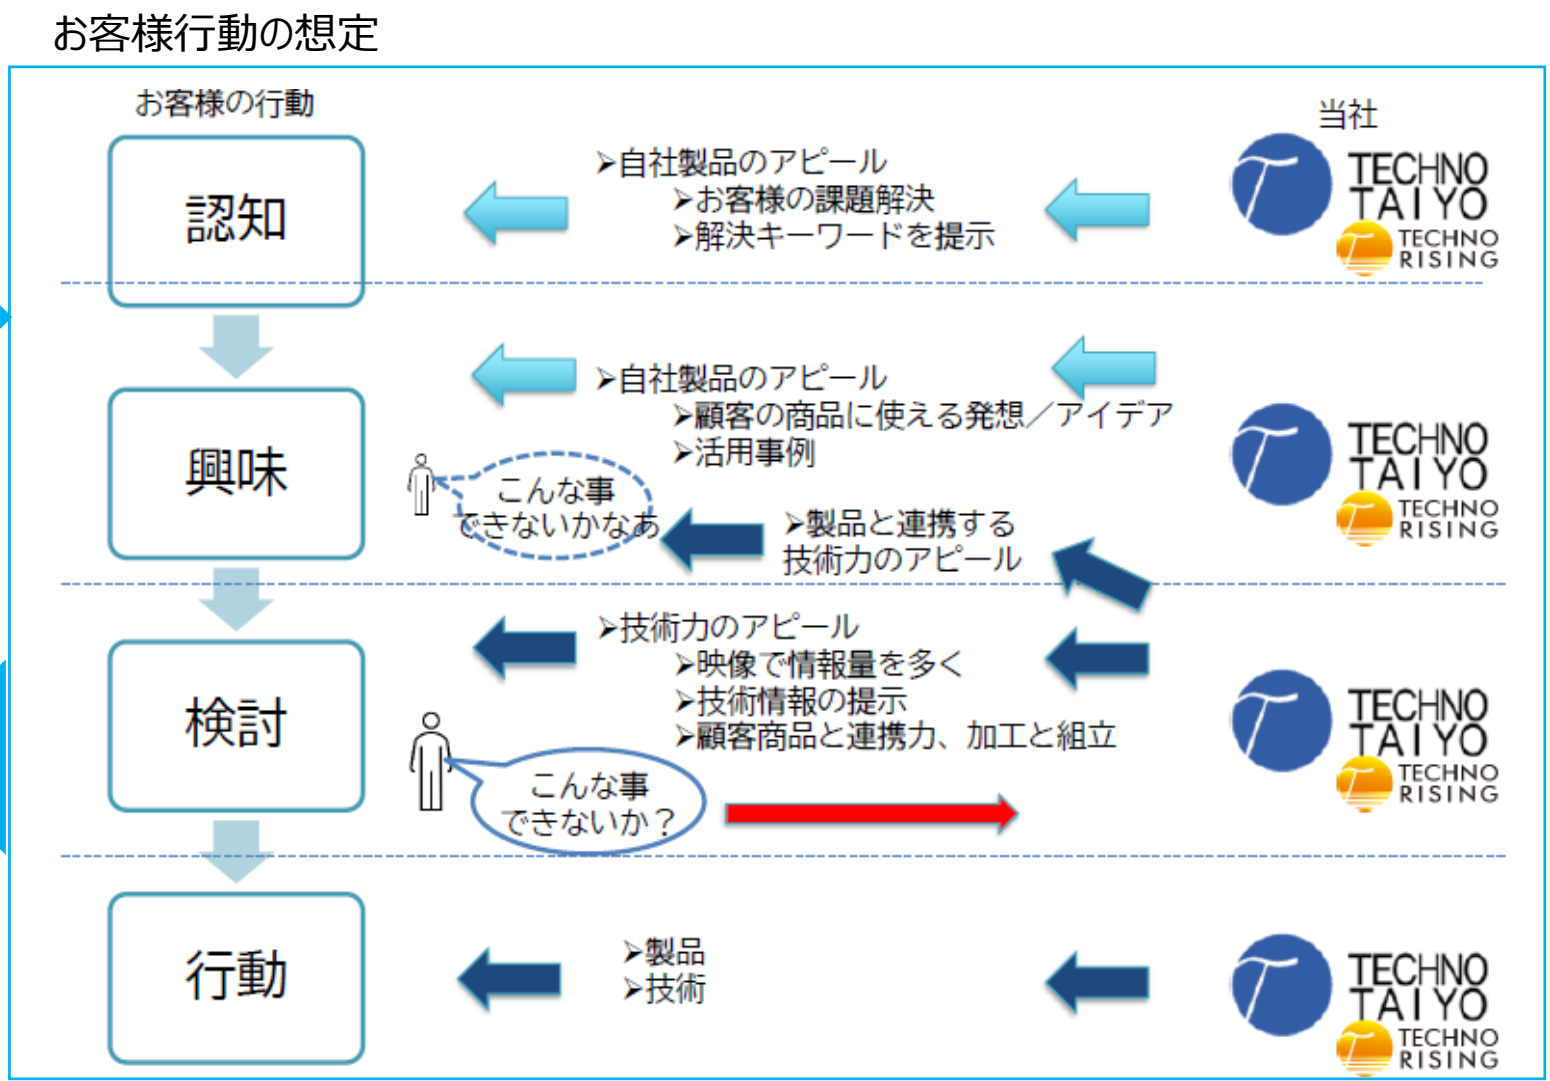 お客様行動の想定
お客様の行動
当社
認知
➢自社製品のアピール
➢お客様の課題解決
➢解決キーワードを提示
TECHNO
TAIYO
TECHNO
RISING
興味
➢自社製品のアピール
➢顧客の商品に使える発想／アイデア
➢活用事例
こんな事
できないかなあ
➢製品と連携する
技術力のアピール
TECHNO
TAIYO
TECHNO
RISING
検討
➢技術力のアピール
➢映像で情報量を多く
➢技術情報の提示
➢顧客商品と連携力、加工と組立
こんな事
できないか？
TECHNO
TAIYO
TECHNO
RISING
行動
➢製品
➢技術
TECHNO
TAIYO
TECHNO
RISING